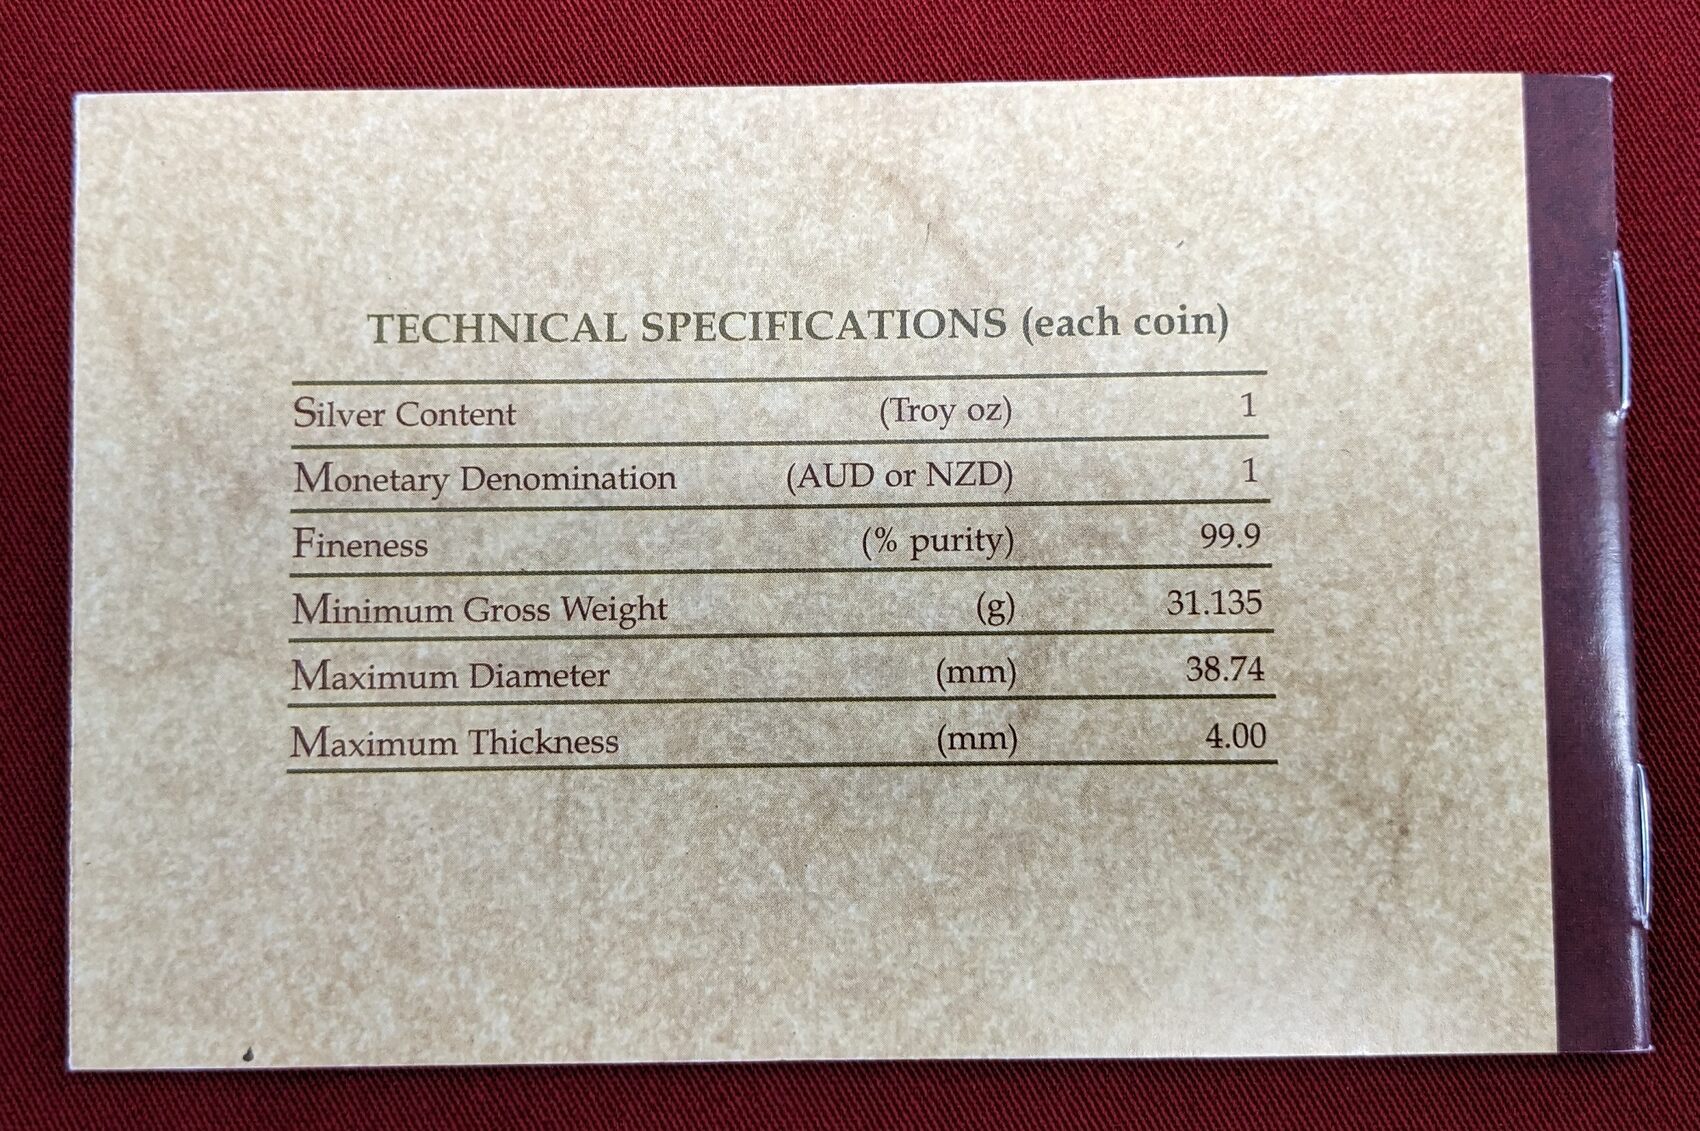 TECHNICAL SPECIFICATIONS (each coin)
Silver Content (Troy oz) 1
Monetary Denomination (AUD or NZD) 1
Fineness (% purity) 99.9
Minimum Gross Weight (g) 31.135
Maximum Diameter (mm) 38.74
Maximum Thickness (mm) 4.00